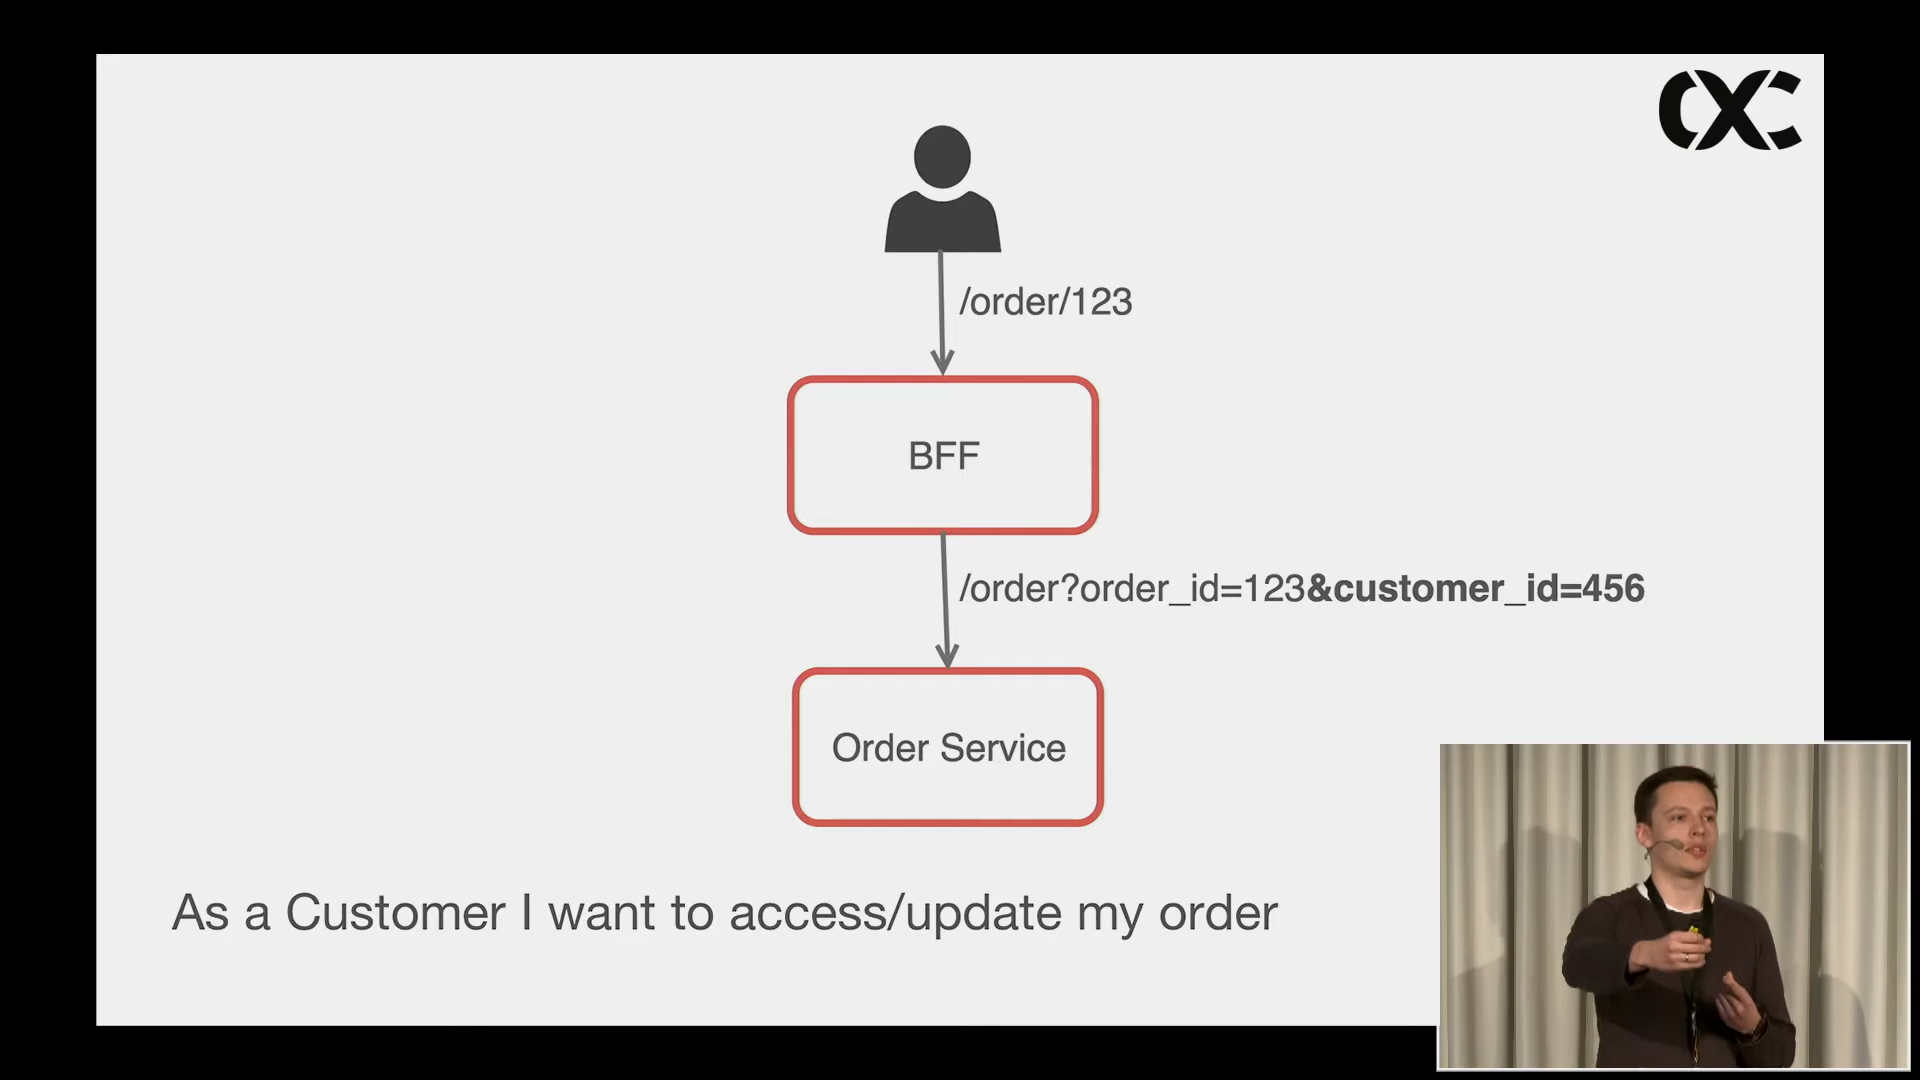 /order/123
BFF
/order?order_id=123&customer_id=456
Order Service
As a Customer I want to access/update my order